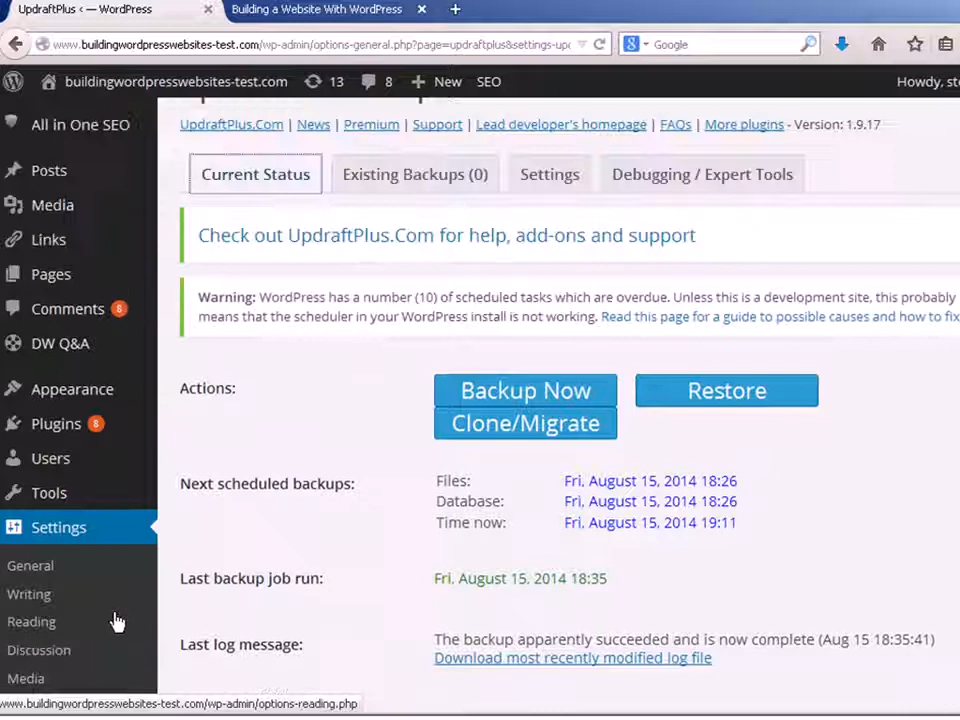 UpdraftPlus ‹ — WordPress
Building a Website With WordPress
www.buildingwordpresswebsites-test.com/wp-admin/options-general.php?page=updraftplus&settings-upd
Google
buildingwordpresswebsites-test.com 13 8 New SEO Howdy, ste
All in One SEO
Posts
Media
Links
Pages
Comments 8
DW Q&A
Appearance
Plugins 8
Users
Tools
Settings
General
Writing
Reading
Discussion
Media
UpdraftPlus.Com | News | Premium | Support | Lead developer's homepage | FAQs | More plugins - Version: 1.9.17
Current Status Existing Backups (0) Settings Debugging / Expert Tools
Check out UpdraftPlus.Com for help, add-ons and support
Warning: WordPress has a number (10) of scheduled tasks which are overdue. Unless this is a development site, this probably
means that the scheduler in your WordPress install is not working. Read this page for a guide to possible causes and how to fix
Actions: Backup Now Restore
Clone/Migrate
Next scheduled backups: Files: Fri, August 15, 2014 18:26
Database: Fri, August 15, 2014 18:26
Time now: Fri, August 15, 2014 19:11
Last backup job run: Fri, August 15, 2014 18:35
Last log message: The backup apparently succeeded and is now complete (Aug 15 18:35:41)
Download most recently modified log file
www.buildingwordpresswebsites-test.com/wp-admin/options-reading.php